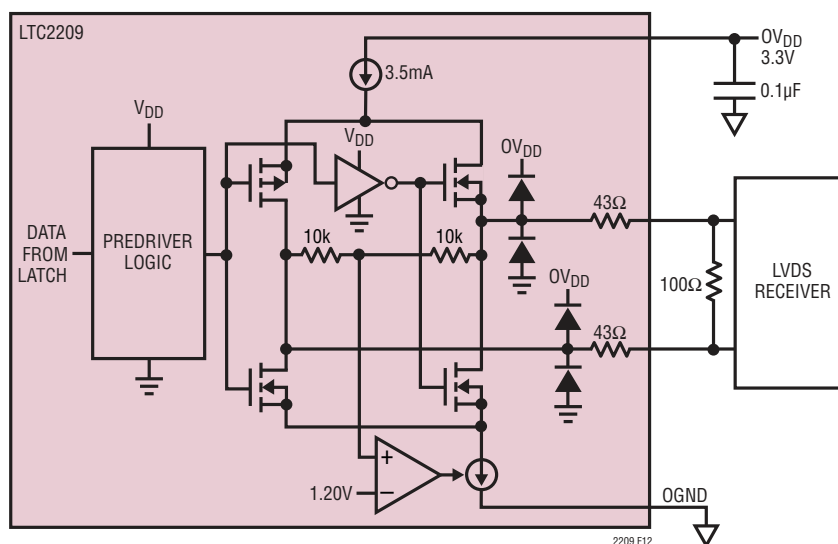 LTC2209
OVDD
3.3V
3.5mA
0.1µF
VDD
VDD
OVDD
43Ω
DATA
FROM
LATCH
PREDRIVER
LOGIC
10k
10k
100Ω
LVDS
RECEIVER
OVDD
43Ω
+
1.20V
−
OGND
2209 F12